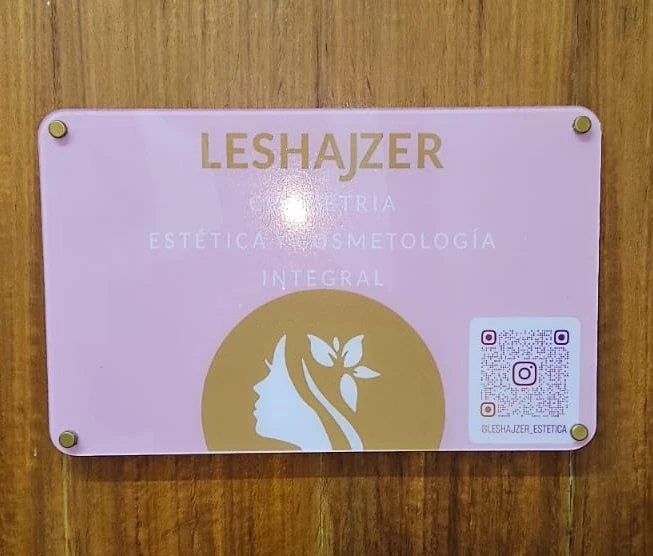 LESHAJZER
ESTÉTICA COSMETOLOGÍA
INTEGRAL
@LESHAJZER_ESTETICA